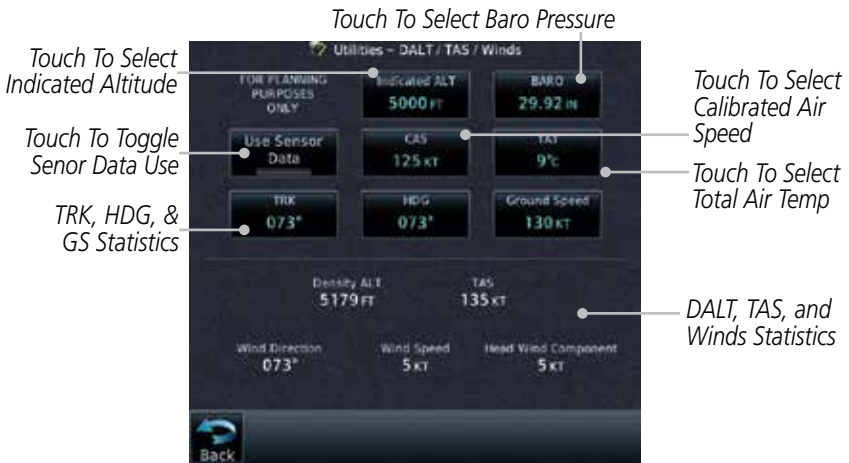 Touch To Select Baro Pressure
Touch To Select
Indicated Altitude
Touch To Toggle
Senor Data Use
TRK, HDG, &
GS Statistics
Utilities – DALT / TAS / Winds
FOR PLANNING
PURPOSES
ONLY
Indicated ALT
5000 FT
BARO
29.92 IN
Use Sensor
Data
CAS
125 KT
TAT
9°C
TRK
073°
HDG
073°
Ground Speed
130 KT
Density ALT
5179 FT
TAS
135 KT
Wind Direction
073°
Wind Speed
5 KT
Head Wind Component
5 KT
Back
Touch To Select
Calibrated Air
Speed
Touch To Select
Total Air Temp
DALT, TAS, and
Winds Statistics